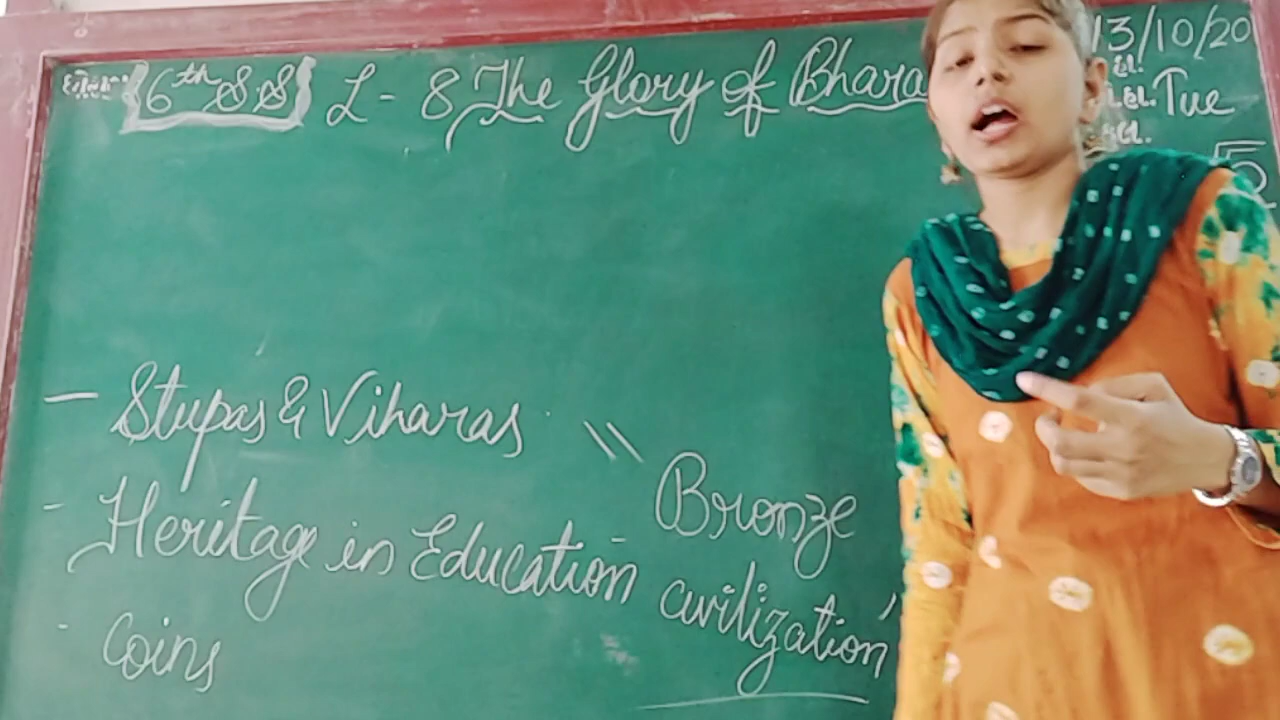 6th S.S L - 8 The Glory of Bhara
13/10/20
Tue
- Stupas & Viharas
- Heritage in Education
- Coins
Bronze
civilization